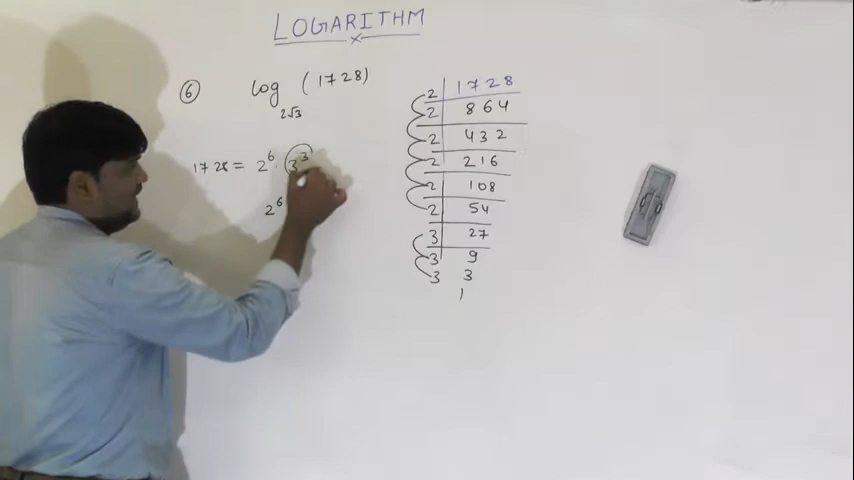 LOGARITHM
⑥ log 2√3 (1728)
1728 = 2⁶ · 3³
2⁶
2 | 1728
2 | 864
2 | 432
2 | 216
2 | 108
2 | 54
3 | 27
3 | 9
3 3
1